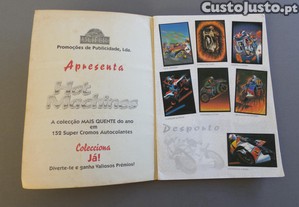 CustoJusto.pt
Promoções de Publicidade, Lda.
Apresenta
Hot
Machines
A colecção MAIS QUENTE do ano
em
150 Super Cromos Autocolantes
Colecciona
Já!
Diverte-te e ganha Valiosos Prémios!
Desporto